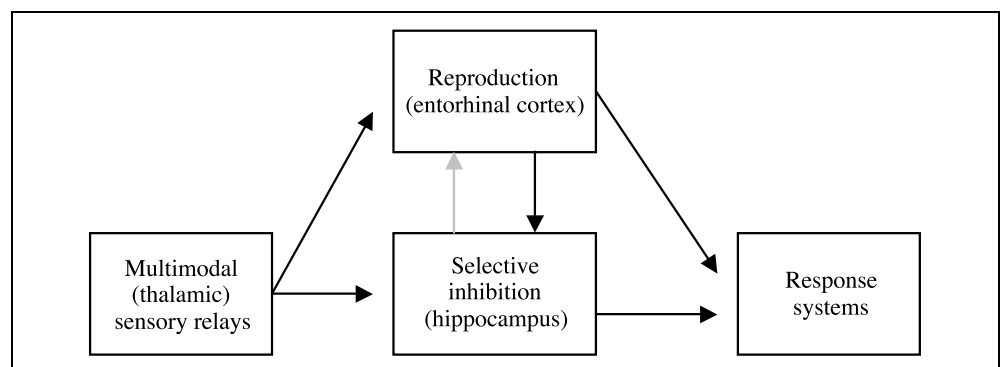 Reproduction
(entorhinal cortex)
Multimodal
(thalamic)
sensory relays
Selective
inhibition
(hippocampus)
Response
systems